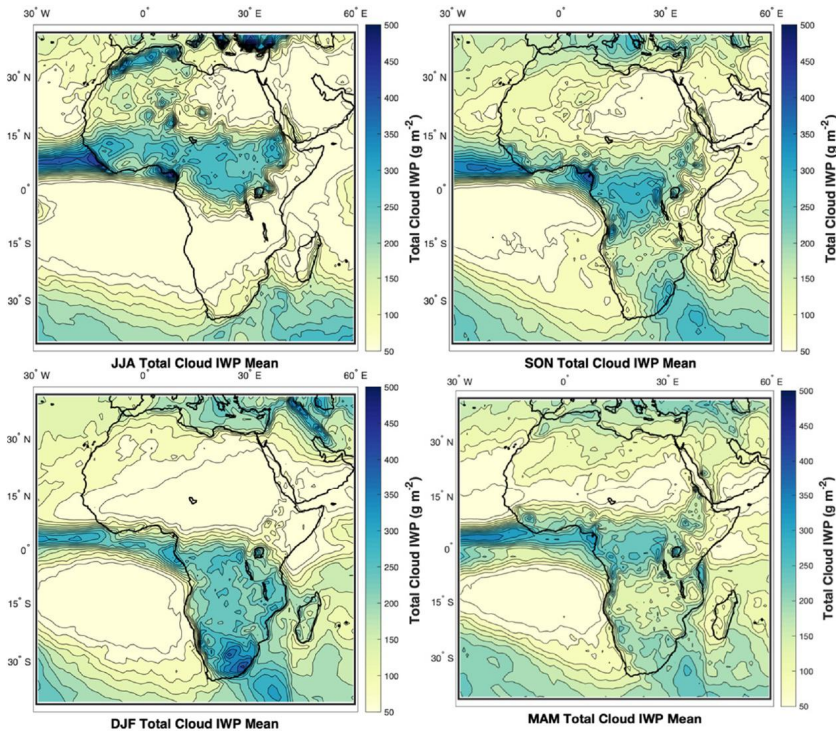 30° W 0° 30° E 60° E
30° N
15° N
0°
15° S
30° S
500
450
400
350
300
250
200
150
100
50
Total Cloud IWP (g m⁻²)
JJA Total Cloud IWP Mean
30° W 0° 30° E 60° E
30° N
15° N
0°
15° S
30° S
500
450
400
350
300
250
200
150
100
50
Total Cloud IWP (g m⁻²)
SON Total Cloud IWP Mean
30° W 0° 30° E 60° E
30° N
15° N
0°
15° S
30° S
500
450
400
350
300
250
200
150
100
50
Total Cloud IWP (g m⁻²)
DJF Total Cloud IWP Mean
30° W 0° 30° E 60° E
30° N
15° N
0°
15° S
30° S
500
450
400
350
300
250
200
150
100
50
Total Cloud IWP (g m⁻²)
MAM Total Cloud IWP Mean